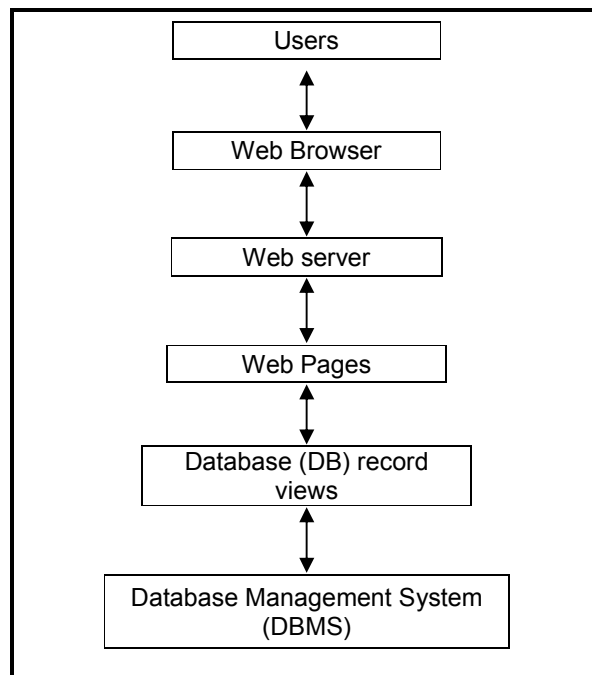 Users
Web Browser
Web server
Web Pages
Database (DB) record
views
Database Management System
(DBMS)